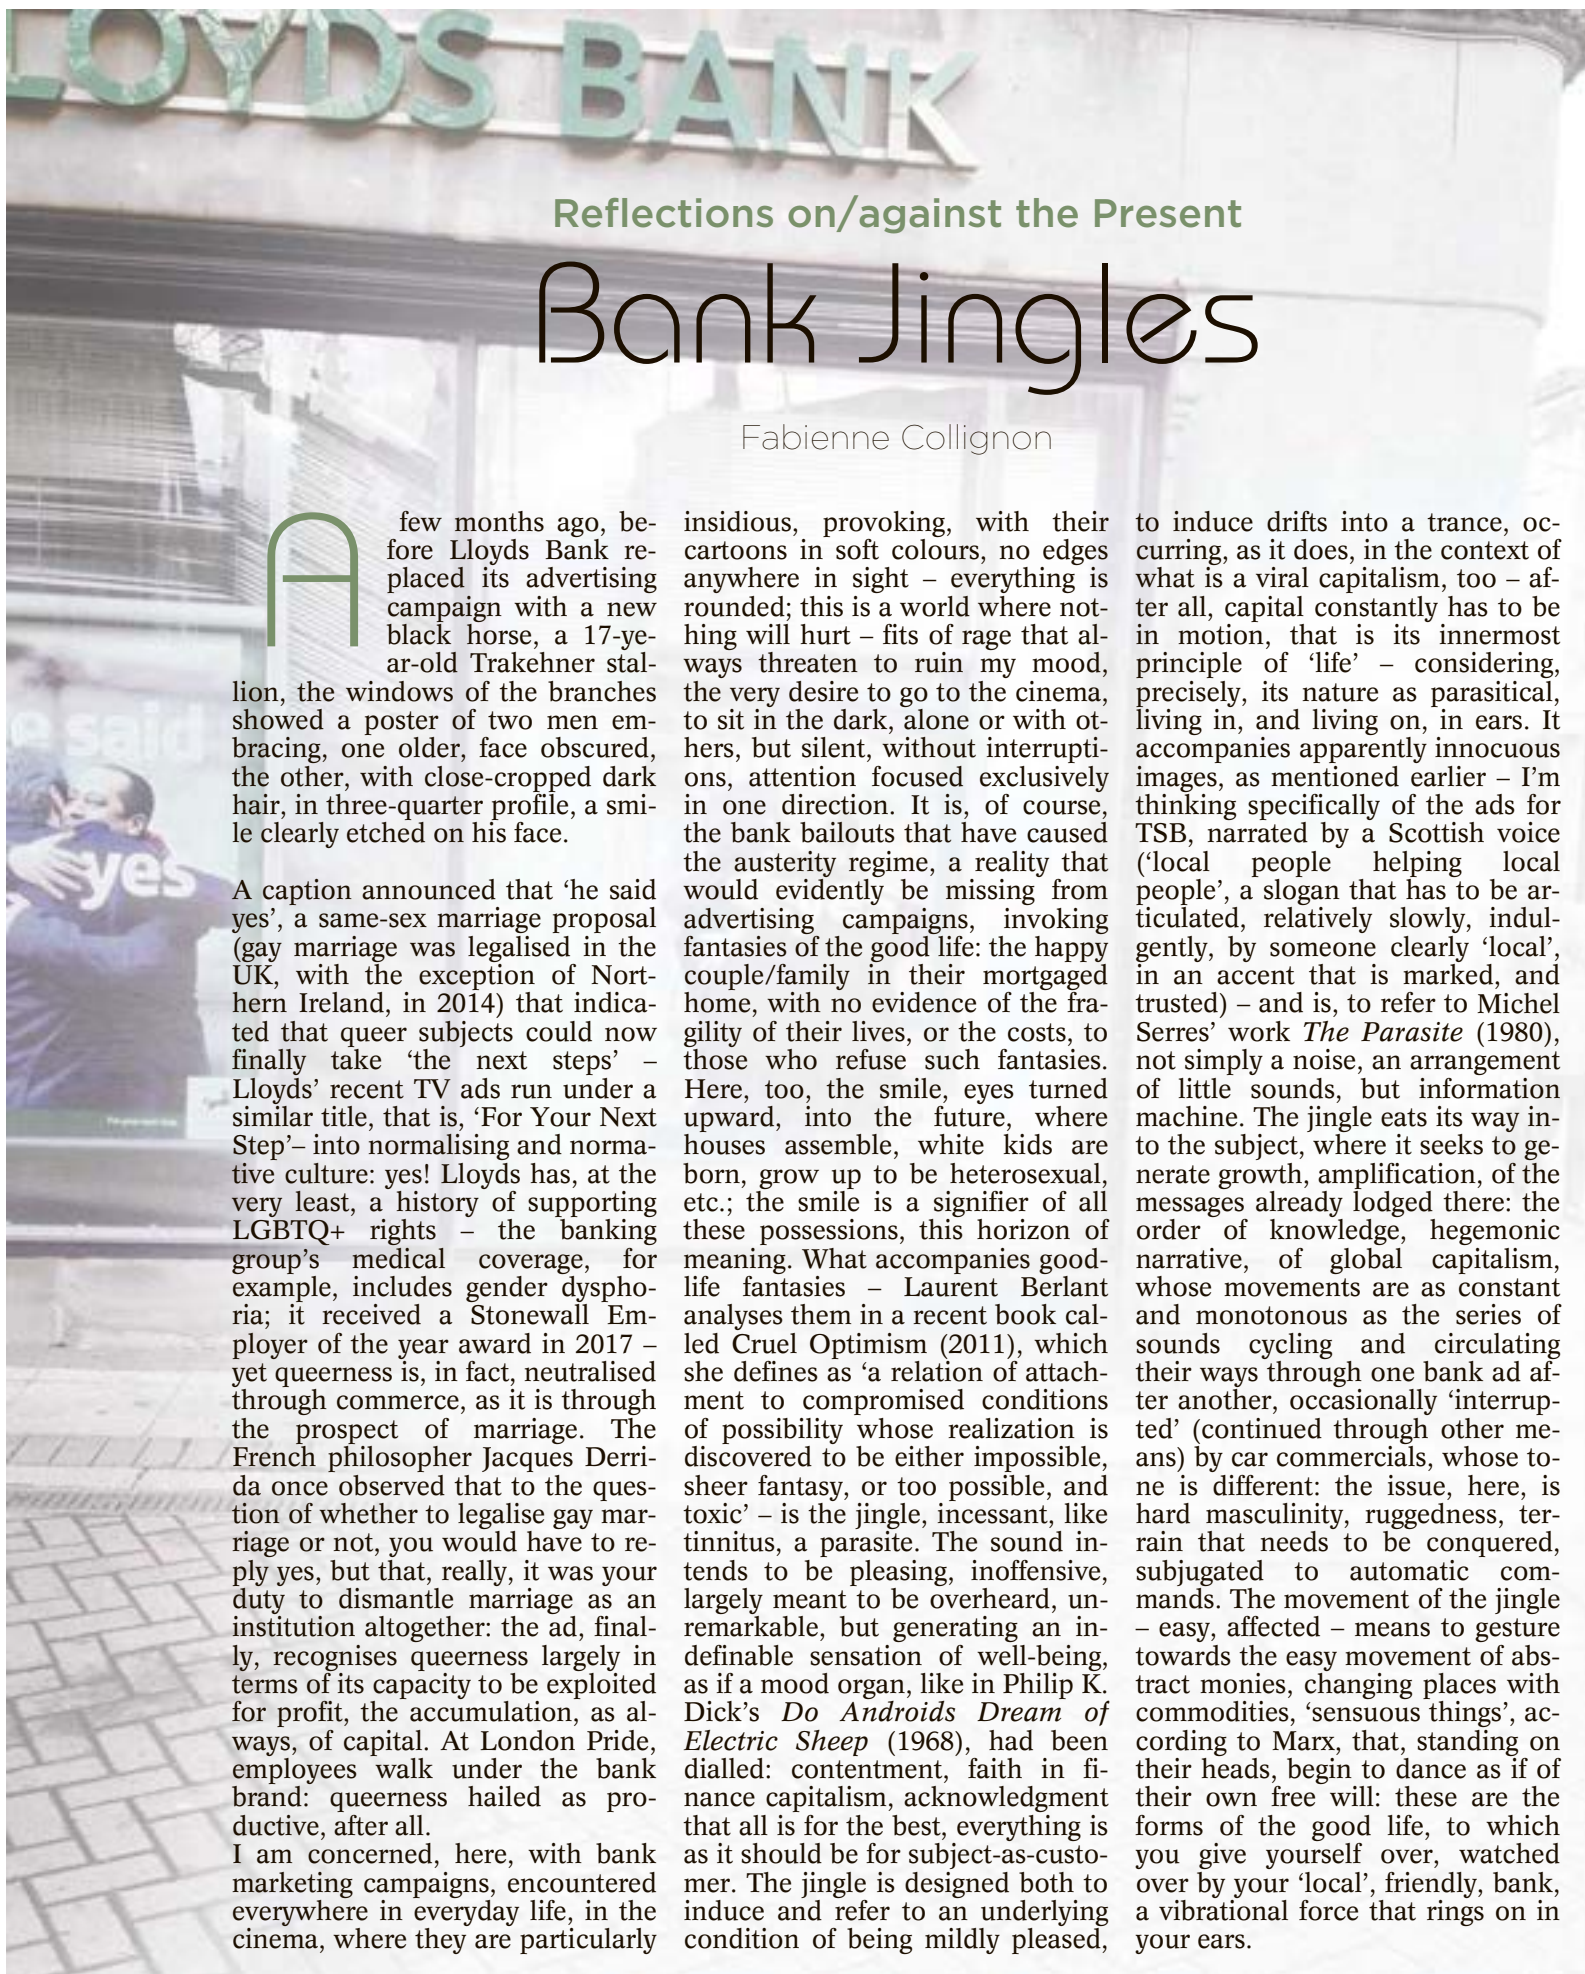 LOYDS BANK
Reflections on/against the Present
Bank Jingles
Fabienne Collignon
e said
yes
A few months ago, be-
fore Lloyds Bank re-
placed its advertising
campaign with a new
black horse, a 17-ye-
ar-old Trakehner stal-
lion, the windows of the branches
showed a poster of two men em-
bracing, one older, face obscured,
the other, with close-cropped dark
hair, in three-quarter profile, a smi-
le clearly etched on his face.
A caption announced that ‘he said
yes’, a same-sex marriage proposal
(gay marriage was legalised in the
UK, with the exception of Nort-
hern Ireland, in 2014) that indica-
ted that queer subjects could now
finally take ‘the next steps’ –
Lloyds’ recent TV ads run under a
similar title, that is, ‘For Your Next
Step’– into normalising and norma-
tive culture: yes! Lloyds has, at the
very least, a history of supporting
LGBTQ+ rights – the banking
group’s medical coverage, for
example, includes gender dyspho-
ria; it received a Stonewall Em-
ployer of the year award in 2017 –
yet queerness is, in fact, neutralised
through commerce, as it is through
the prospect of marriage. The
French philosopher Jacques Derri-
da once observed that to the ques-
tion of whether to legalise gay mar-
riage or not, you would have to re-
ply yes, but that, really, it was your
duty to dismantle marriage as an
institution altogether: the ad, final-
ly, recognises queerness largely in
terms of its capacity to be exploited
for profit, the accumulation, as al-
ways, of capital. At London Pride,
employees walk under the bank
brand: queerness hailed as pro-
ductive, after all.
I am concerned, here, with bank
marketing campaigns, encountered
everywhere in everyday life, in the
cinema, where they are particularly
insidious, provoking, with their
cartoons in soft colours, no edges
anywhere in sight – everything is
rounded; this is a world where not-
hing will hurt – fits of rage that al-
ways threaten to ruin my mood,
the very desire to go to the cinema,
to sit in the dark, alone or with ot-
hers, but silent, without interrupti-
ons, attention focused exclusively
in one direction. It is, of course,
the bank bailouts that have caused
the austerity regime, a reality that
would evidently be missing from
advertising campaigns, invoking
fantasies of the good life: the happy
couple/family in their mortgaged
home, with no evidence of the fra-
gility of their lives, or the costs, to
those who refuse such fantasies.
Here, too, the smile, eyes turned
upward, into the future, where
houses assemble, white kids are
born, grow up to be heterosexual,
etc.; the smile is a signifier of all
these possessions, this horizon of
meaning. What accompanies good-
life fantasies – Laurent Berlant
analyses them in a recent book cal-
led Cruel Optimism (2011), which
she defines as ‘a relation of attach-
ment to compromised conditions
of possibility whose realization is
discovered to be either impossible,
sheer fantasy, or too possible, and
toxic’ – is the jingle, incessant, like
tinnitus, a parasite. The sound in-
tends to be pleasing, inoffensive,
largely meant to be overheard, un-
remarkable, but generating an in-
definable sensation of well-being,
as if a mood organ, like in Philip K.
Dick’s Do Androids Dream of
Electric Sheep (1968), had been
dialled: contentment, faith in fi-
nance capitalism, acknowledgment
that all is for the best, everything is
as it should be for subject-as-custo-
mer. The jingle is designed both to
induce and refer to an underlying
condition of being mildly pleased,
to induce drifts into a trance, oc-
curring, as it does, in the context of
what is a viral capitalism, too – af-
ter all, capital constantly has to be
in motion, that is its innermost
principle of ‘life’ – considering,
precisely, its nature as parasitical,
living in, and living on, in ears. It
accompanies apparently innocuous
images, as mentioned earlier – I’m
thinking specifically of the ads for
TSB, narrated by a Scottish voice
(‘local people helping local
people’, a slogan that has to be ar-
ticulated, relatively slowly, indul-
gently, by someone clearly ‘local’,
in an accent that is marked, and
trusted) – and is, to refer to Michel
Serres’ work The Parasite (1980),
not simply a noise, an arrangement
of little sounds, but information
machine. The jingle eats its way in-
to the subject, where it seeks to ge-
nerate growth, amplification, of the
messages already lodged there: the
order of knowledge, hegemonic
narrative, of global capitalism,
whose movements are as constant
and monotonous as the series of
sounds cycling and circulating
their ways through one bank ad af-
ter another, occasionally ‘interrup-
ted’ (continued through other me-
ans) by car commercials, whose to-
ne is different: the issue, here, is
hard masculinity, ruggedness, ter-
rain that needs to be conquered,
subjugated to automatic com-
mands. The movement of the jingle
– easy, affected – means to gesture
towards the easy movement of abs-
tract monies, changing places with
commodities, ‘sensuous things’, ac-
cording to Marx, that, standing on
their heads, begin to dance as if of
their own free will: these are the
forms of the good life, to which
you give yourself over, watched
over by your ‘local’, friendly, bank,
a vibrational force that rings on in
your ears.